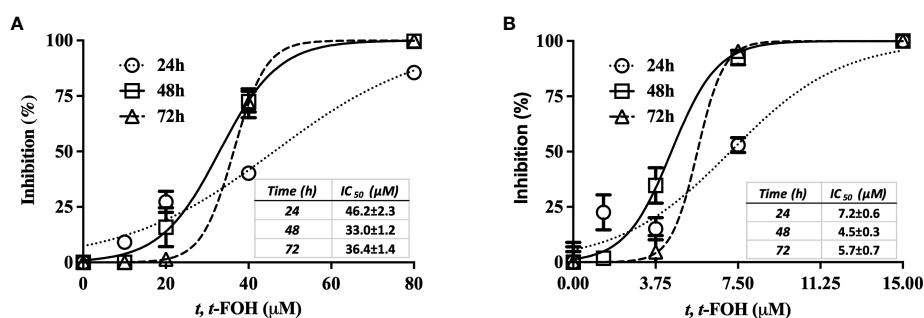 A
B
Inhibition (%)
100
75
50
25
0
24h
48h
72h
Time (h) IC50 (μM)
24 46.2±2.3
48 33.0±1.2
72 36.4±1.4
0 20 40 60 80
t, t-FOH (μM)
Inhibition (%)
100
75
50
25
0
24h
48h
72h
Time (h) IC50 (μM)
24 7.2±0.6
48 4.5±0.3
72 5.7±0.7
0.00 3.75 7.50 11.25 15.00
t, t-FOH (μM)